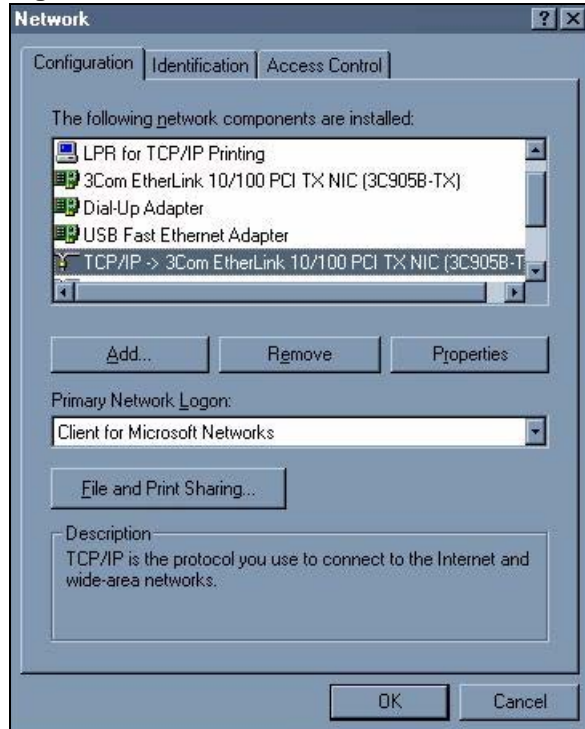 Network
Configuration Identification Access Control
The following network components are installed:
LPR for TCP/IP Printing
3Com EtherLink 10/100 PCI TX NIC (3C905B-TX)
Dial-Up Adapter
USB Fast Ethernet Adapter
TCP/IP -> 3Com EtherLink 10/100 PCI TX NIC (3C905B-T
Add... Remove Properties
Primary Network Logon:
Client for Microsoft Networks
File and Print Sharing...
Description
TCP/IP is the protocol you use to connect to the Internet and
wide-area networks.
OK Cancel